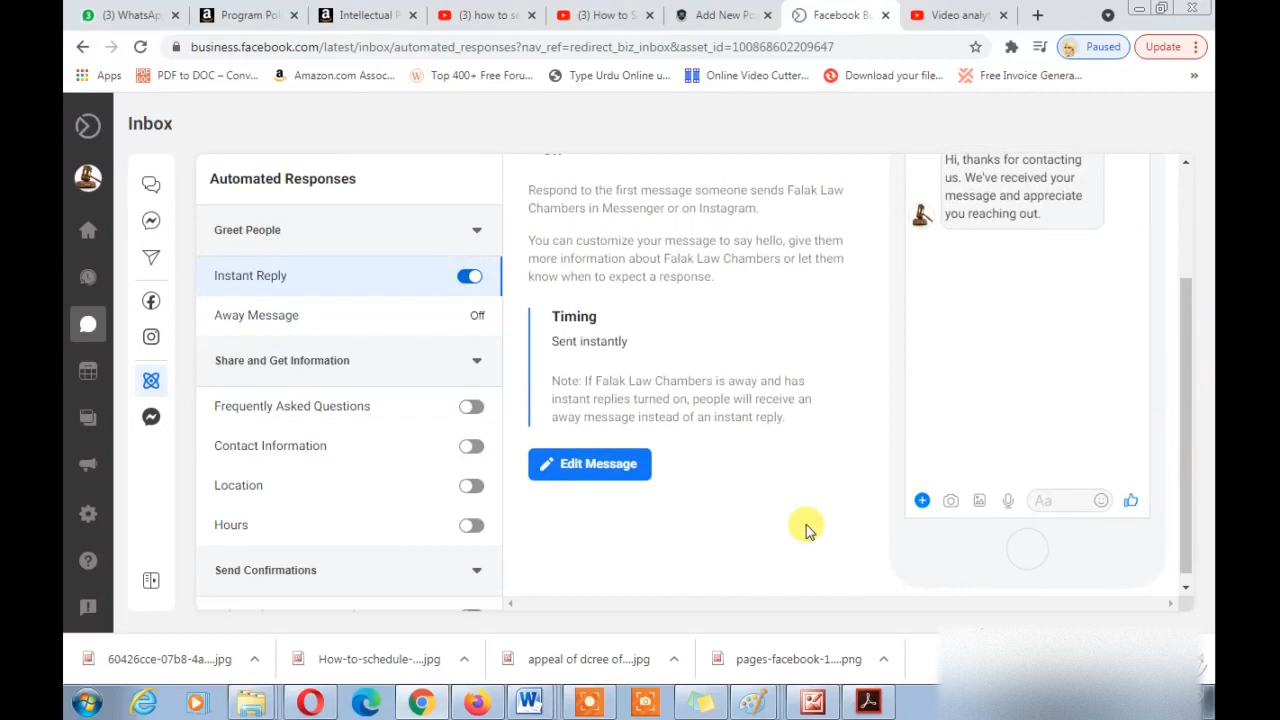 (3) WhatsAp
Program Pol
Intellectual P
(3) how to se
(3) How to S
Add New Po
Facebook Bu
Video analyt
business.facebook.com/latest/inbox/automated_responses?nav_ref=redirect_biz_inbox&asset_id=100868602209647
Paused
Update
Apps
PDF to DOC – Conv...
Amazon.com Assoc...
Top 400+ Free Foru...
Type Urdu Online u...
Online Video Cutter...
Download your file...
Free Invoice Genera...
»
Inbox
Automated Responses
Greet People
Instant Reply
Away Message
Off
Share and Get Information
Frequently Asked Questions
Contact Information
Location
Hours
Send Confirmations
Respond to the first message someone sends Falak Law
Chambers in Messenger or on Instagram.
You can customize your message to say hello, give them
more information about Falak Law Chambers or let them
know when to expect a response.
Timing
Sent instantly
Note: If Falak Law Chambers is away and has
instant replies turned on, people will receive an
away message instead of an instant reply.
Edit Message
Hi, thanks for contacting
us. We've received your
message and appreciate
you reaching out.
Aa
60426cce-07b8-4a....jpg
How-to-schedule-....jpg
appeal of dcree of....jpg
pages-facebook-1....png